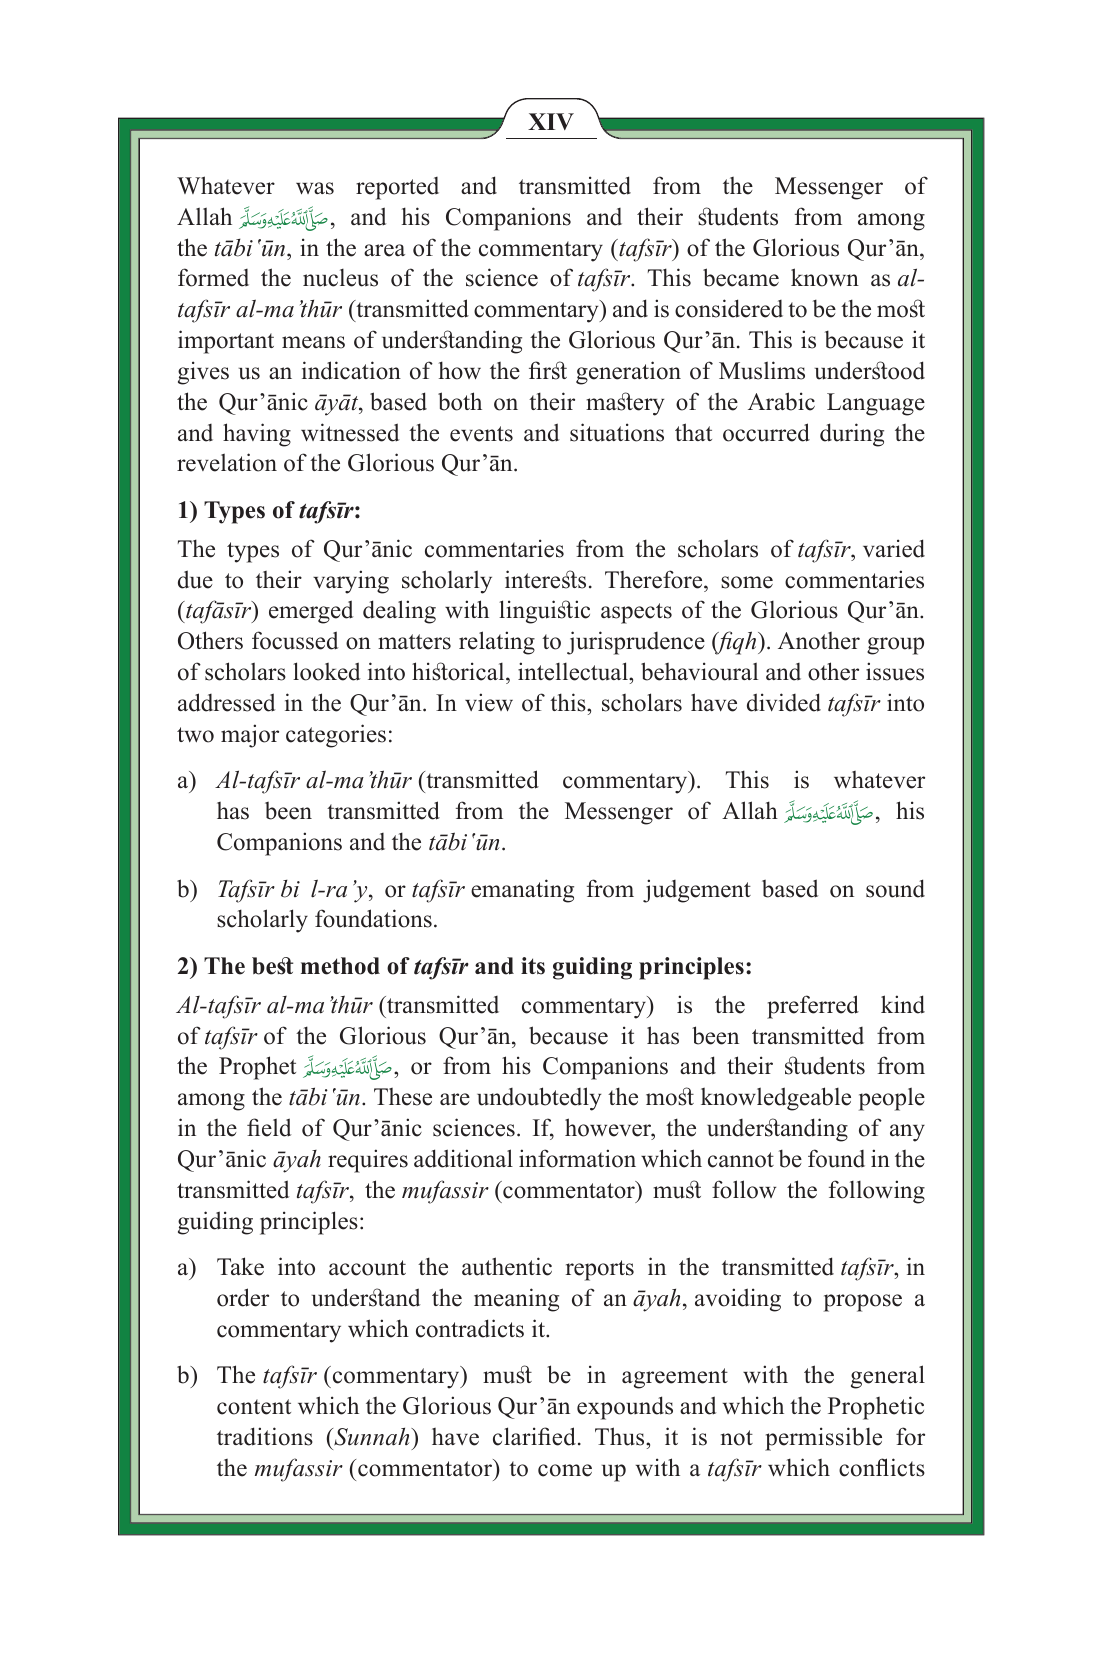 XIV
Whatever was reported and transmitted from the Messenger of
Allah صَلَّىٱللَّهُعَلَيْهِوَسَلَّمَ, and his Companions and their students from among
the tābi‘ūn, in the area of the commentary (tafsīr) of the Glorious Qur’ān,
formed the nucleus of the science of tafsīr. This became known as al-
tafsīr al-ma’thūr (transmitted commentary) and is considered to be the most
important means of understanding the Glorious Qur’ān. This is because it
gives us an indication of how the first generation of Muslims understood
the Qur’ānic āyāt, based both on their mastery of the Arabic Language
and having witnessed the events and situations that occurred during the
revelation of the Glorious Qur’ān.
1) Types of tafsīr:
The types of Qur’ānic commentaries from the scholars of tafsīr, varied
due to their varying scholarly interests. Therefore, some commentaries
(tafāsīr) emerged dealing with linguistic aspects of the Glorious Qur’ān.
Others focussed on matters relating to jurisprudence (fiqh). Another group
of scholars looked into historical, intellectual, behavioural and other issues
addressed in the Qur’ān. In view of this, scholars have divided tafsīr into
two major categories:
a) Al-tafsīr al-ma’thūr (transmitted commentary). This is whatever
has been transmitted from the Messenger of Allah صَلَّىٱللَّهُعَلَيْهِوَسَلَّمَ, his
Companions and the tābi‘ūn.
b) Tafsīr bi l-ra’y, or tafsīr emanating from judgement based on sound
scholarly foundations.
2) The best method of tafsīr and its guiding principles:
Al-tafsīr al-ma’thūr (transmitted commentary) is the preferred kind
of tafsīr of the Glorious Qur’ān, because it has been transmitted from
the Prophet صَلَّىٱللَّهُعَلَيْهِوَسَلَّمَ, or from his Companions and their students from
among the tābi‘ūn. These are undoubtedly the most knowledgeable people
in the field of Qur’ānic sciences. If, however, the understanding of any
Qur’ānic āyah requires additional information which cannot be found in the
transmitted tafsīr, the mufassir (commentator) must follow the following
guiding principles:
a) Take into account the authentic reports in the transmitted tafsīr, in
order to understand the meaning of an āyah, avoiding to propose a
commentary which contradicts it.
b) The tafsīr (commentary) must be in agreement with the general
content which the Glorious Qur’ān expounds and which the Prophetic
traditions (Sunnah) have clarified. Thus, it is not permissible for
the mufassir (commentator) to come up with a tafsīr which conflicts